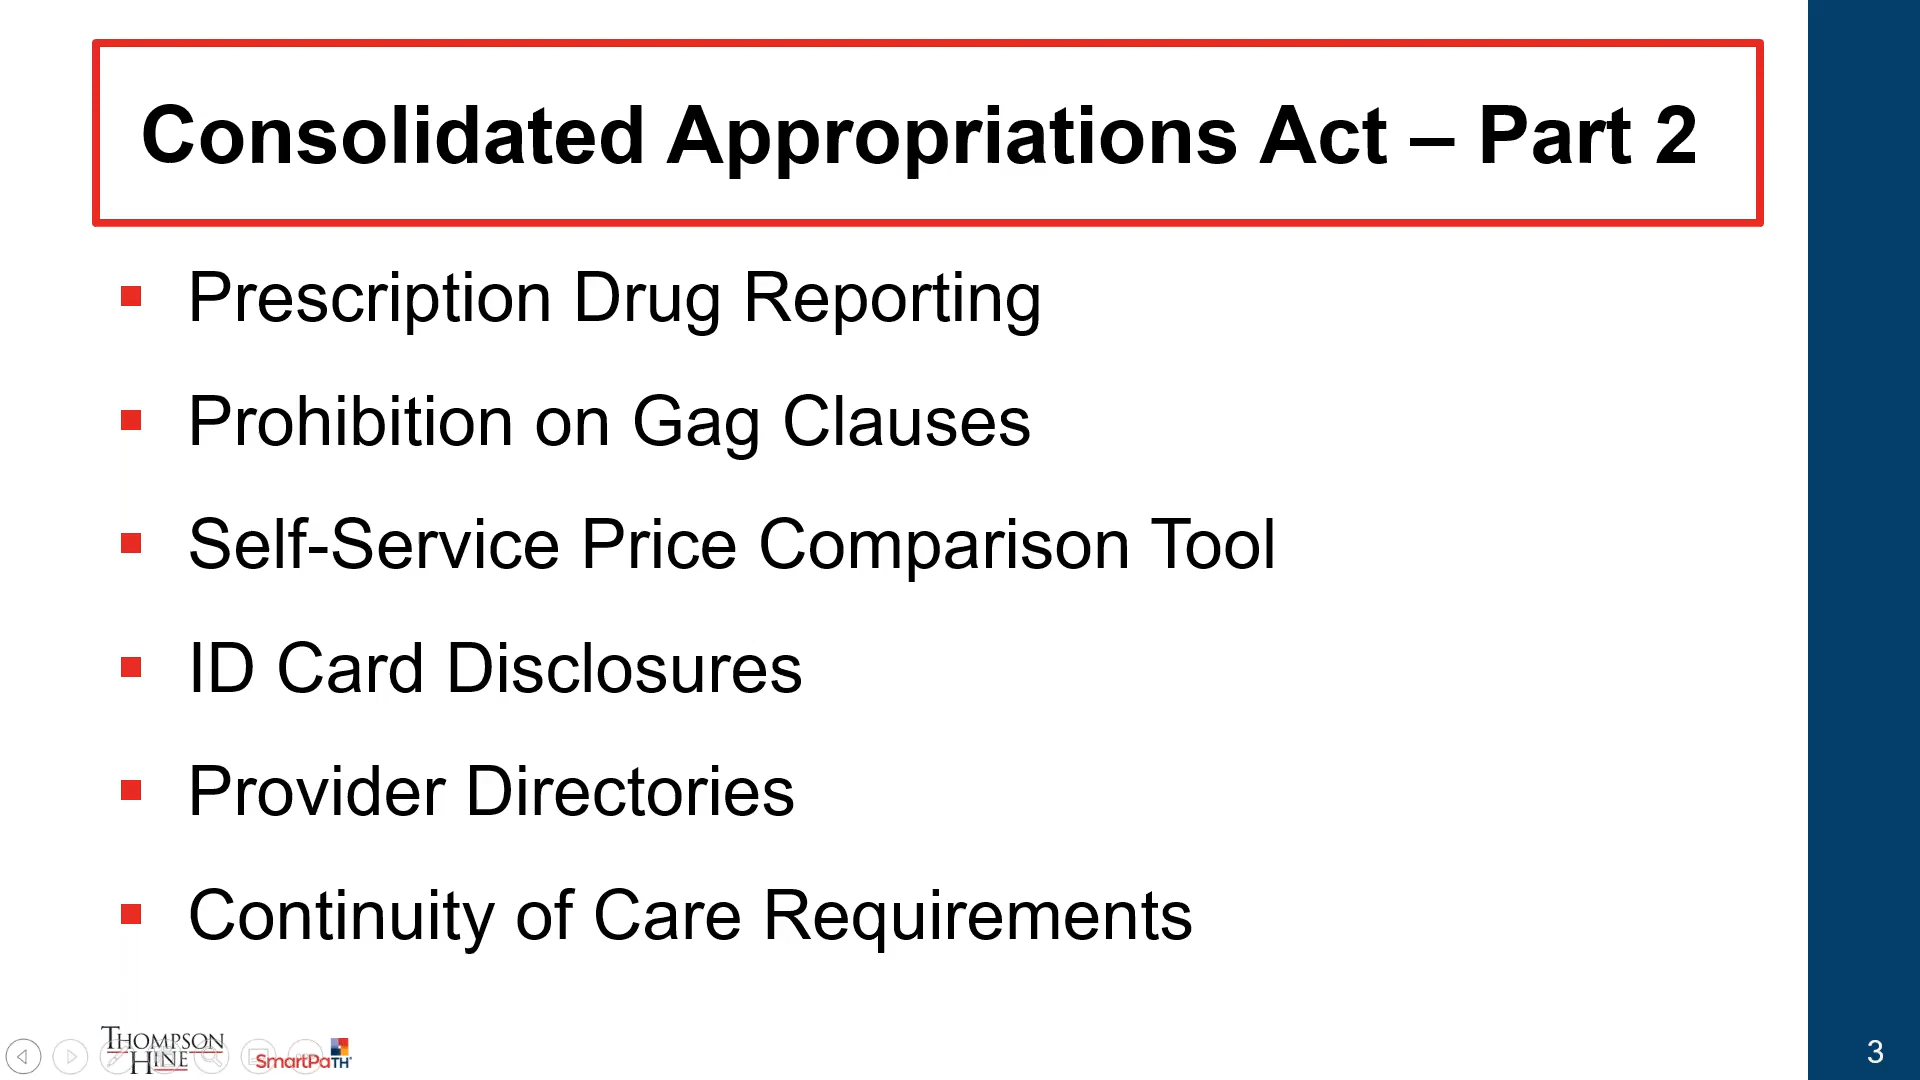 Consolidated Appropriations Act – Part 2
▪ Prescription Drug Reporting
▪ Prohibition on Gag Clauses
▪ Self-Service Price Comparison Tool
▪ ID Card Disclosures
▪ Provider Directories
▪ Continuity of Care Requirements
THOMPSON
HINE
SmartPaTH
3